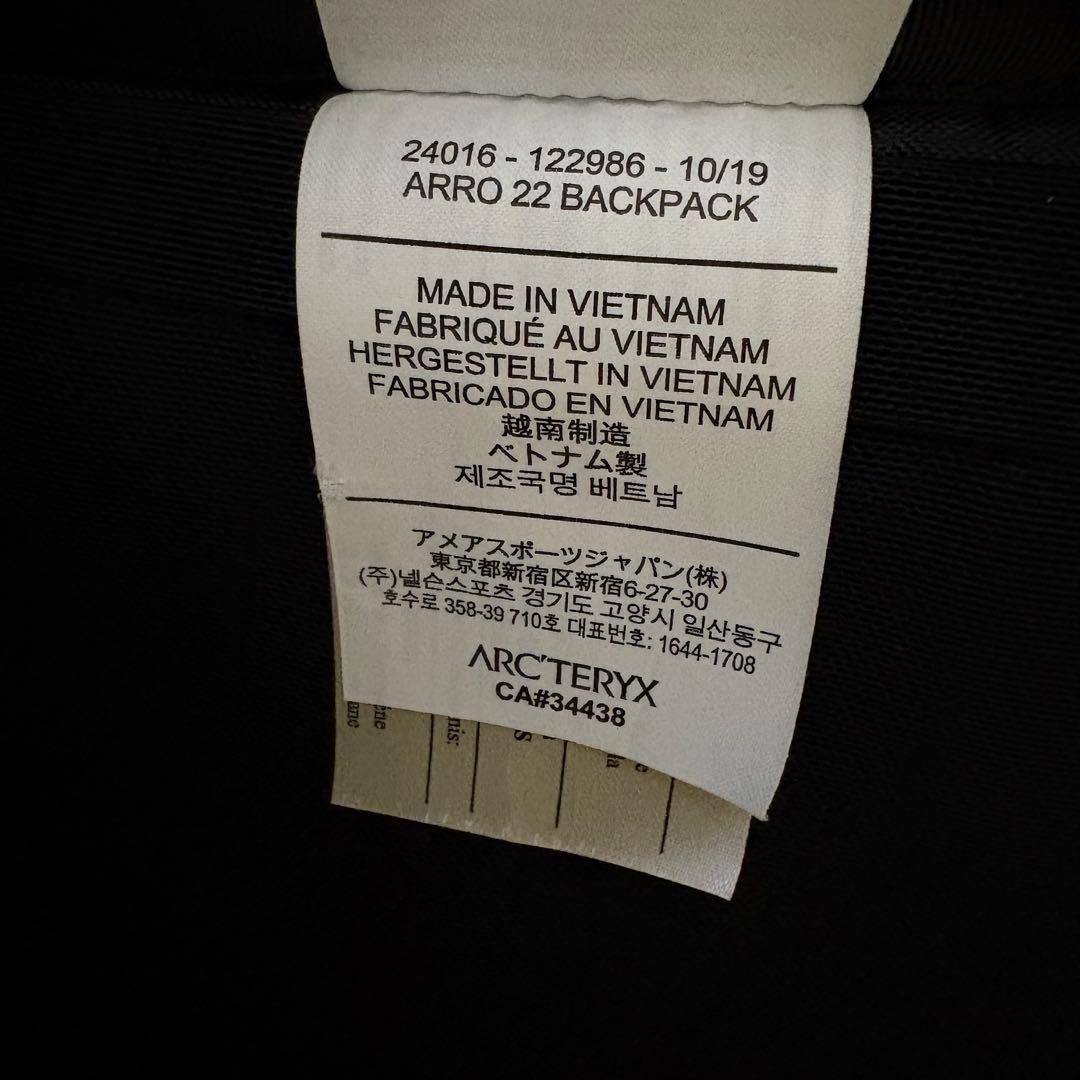 24016 - 122986 - 10/19
ARRO 22 BACKPACK
MADE IN VIETNAM
FABRIQUÉ AU VIETNAM
HERGESTELLT IN VIETNAM
FABRICADO EN VIETNAM
越南制造
ベトナム製
제조국명 베트남
アメアスポーツジャパン(株)
東京都新宿区新宿6-27-30
(주)넬슨스포츠 경기도 고양시 일산동구
호수로 358-39 710호 대표번호: 1644-1708
ARC'TERYX
CA#34438